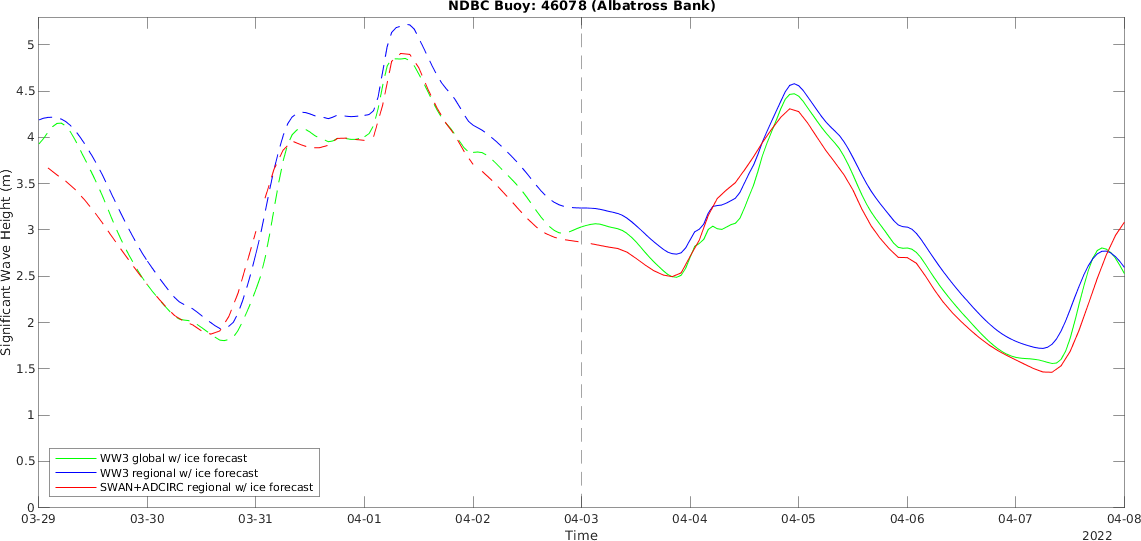 NDBC Buoy: 46078 (Albatross Bank)
5
4.5
4
3.5
3
2.5
2
1.5
1
0.5
0
Significant Wave Height (m)
WW3 global w/ ice forecast
WW3 regional w/ ice forecast
SWAN+ADCIRC regional w/ ice forecast
03-29 03-30 03-31 04-01 04-02 04-03 04-04 04-05 04-06 04-07 04-08
Time
2022